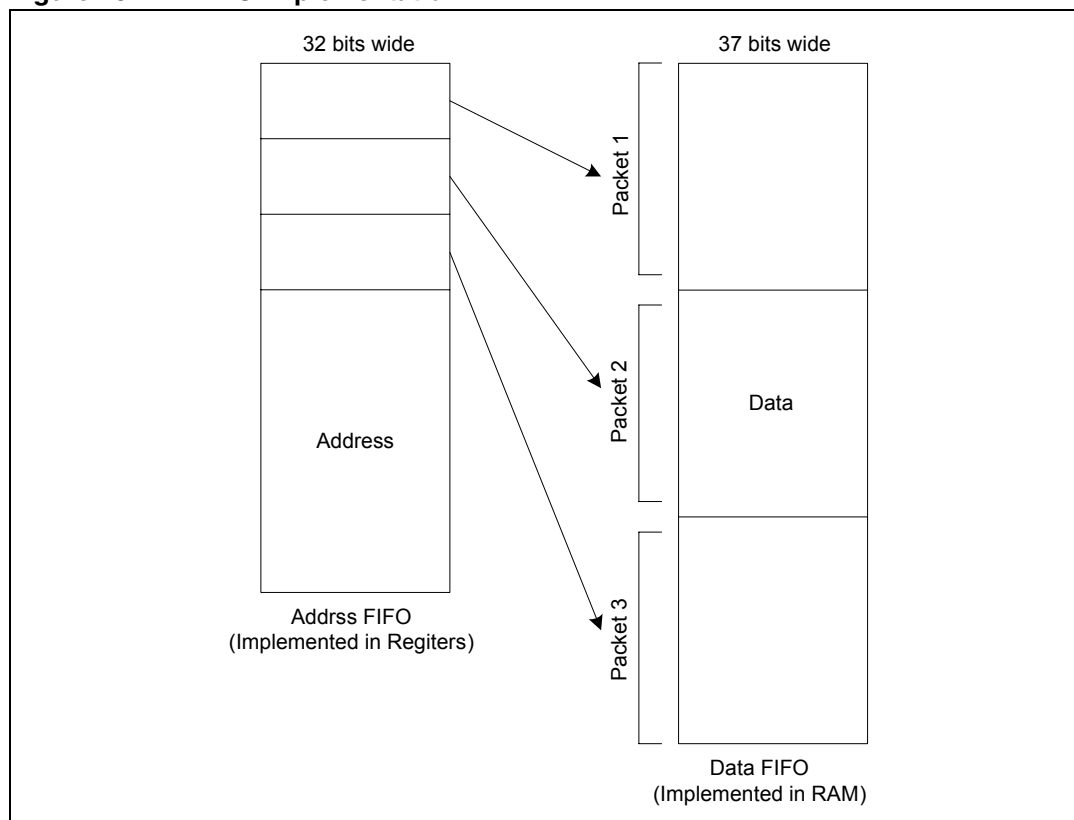 32 bits wide
37 bits wide
Packet 1
Packet 2
Data
Address
Packet 3
Addrss FIFO
(Implemented in Regiters)
Data FIFO
(Implemented in RAM)